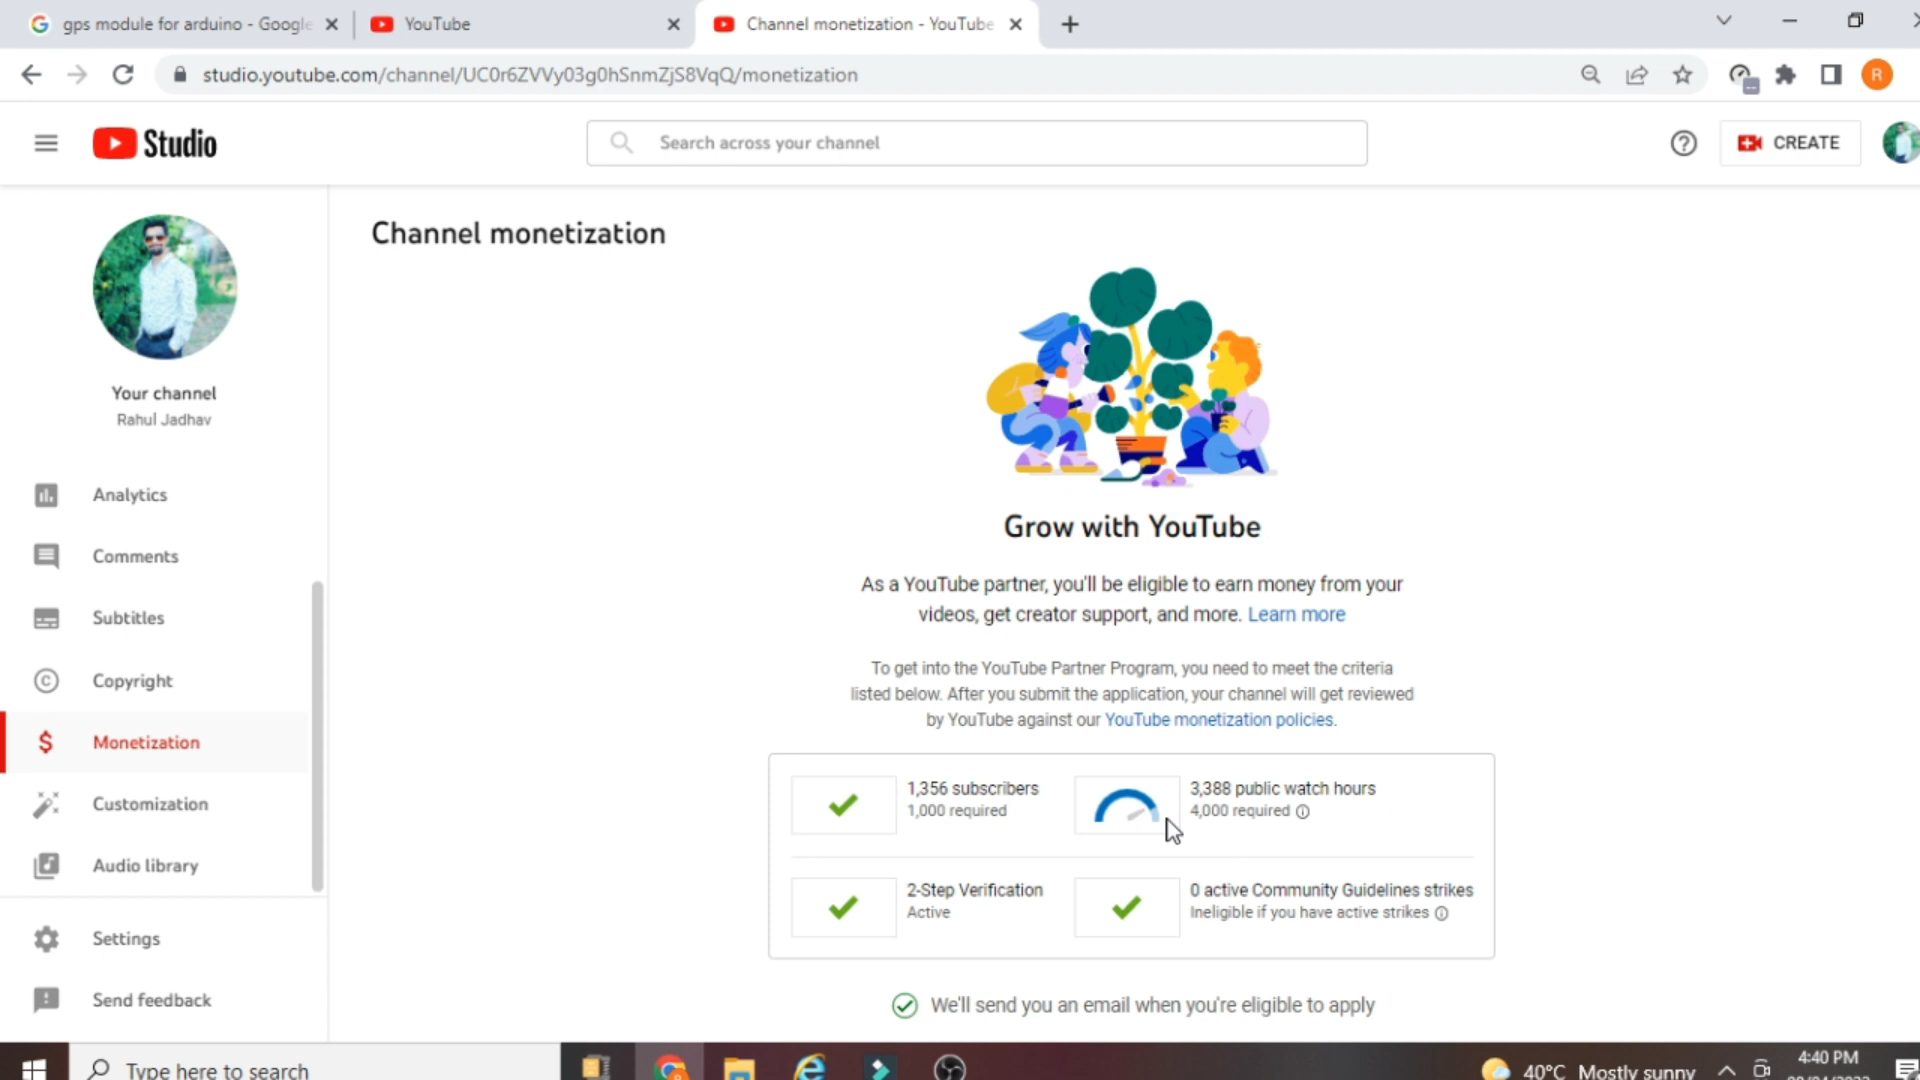 gps module for arduino - Google
YouTube
Channel monetization - YouTube
studio.youtube.com/channel/UC0r6ZVVy03g0hSnmZjS8VqQ/monetization
R
Studio
Search across your channel
CREATE
Channel monetization
Your channel
Rahul Jadhav
Analytics
Comments
Subtitles
Copyright
Monetization
Customization
Audio library
Settings
Send feedback
Grow with YouTube
As a YouTube partner, you'll be eligible to earn money from your
videos, get creator support, and more. Learn more
To get into the YouTube Partner Program, you need to meet the criteria
listed below. After you submit the application, your channel will get reviewed
by YouTube against our YouTube monetization policies.
1,356 subscribers
1,000 required
3,388 public watch hours
4,000 required
2-Step Verification
Active
0 active Community Guidelines strikes
Ineligible if you have active strikes
We'll send you an email when you're eligible to apply
Type here to search
40°C Mostly sunny
4:40 PM